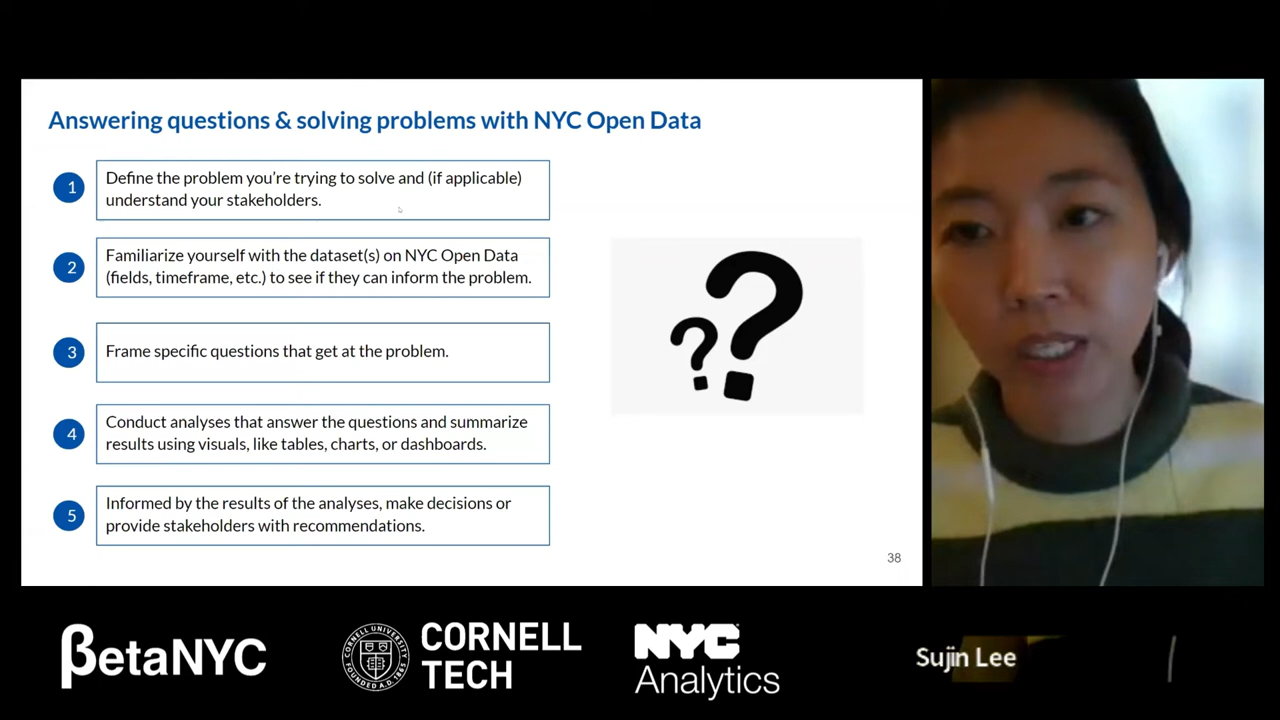 Answering questions & solving problems with NYC Open Data
1
Define the problem you're trying to solve and (if applicable)
understand your stakeholders.
2
Familiarize yourself with the dataset(s) on NYC Open Data
(fields, timeframe, etc.) to see if they can inform the problem.
3
Frame specific questions that get at the problem.
4
Conduct analyses that answer the questions and summarize
results using visuals, like tables, charts, or dashboards.
5
Informed by the results of the analyses, make decisions or
provide stakeholders with recommendations.
??
38
βetaNYC
CORNELL UNIVERSITY
FOUNDED A.D. 1865
CORNELL
TECH
NYC
Analytics
Sujin Lee